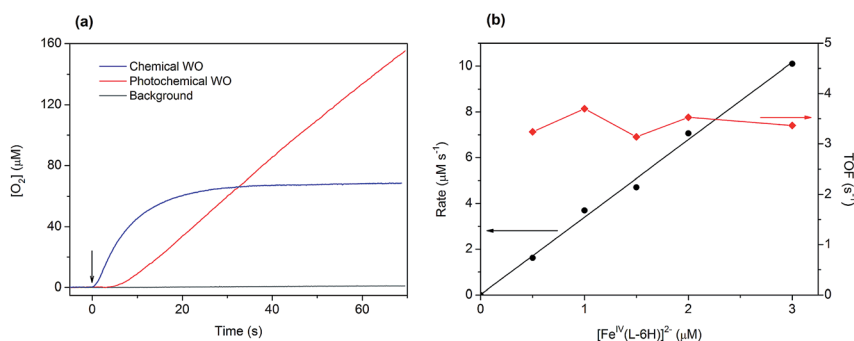 (a)
160
120
80
40
0
[O₂] (µM)
Chemical WO
Photochemical WO
Background
0 20 40 60
Time (s)
(b)
10
8
6
4
2
0
Rate (µM s⁻¹)
5
4
3
2
1
0
TOF (s⁻¹)
0 1 2 3
[Feᴵⱽ(L-6H)]²⁻ (µM)